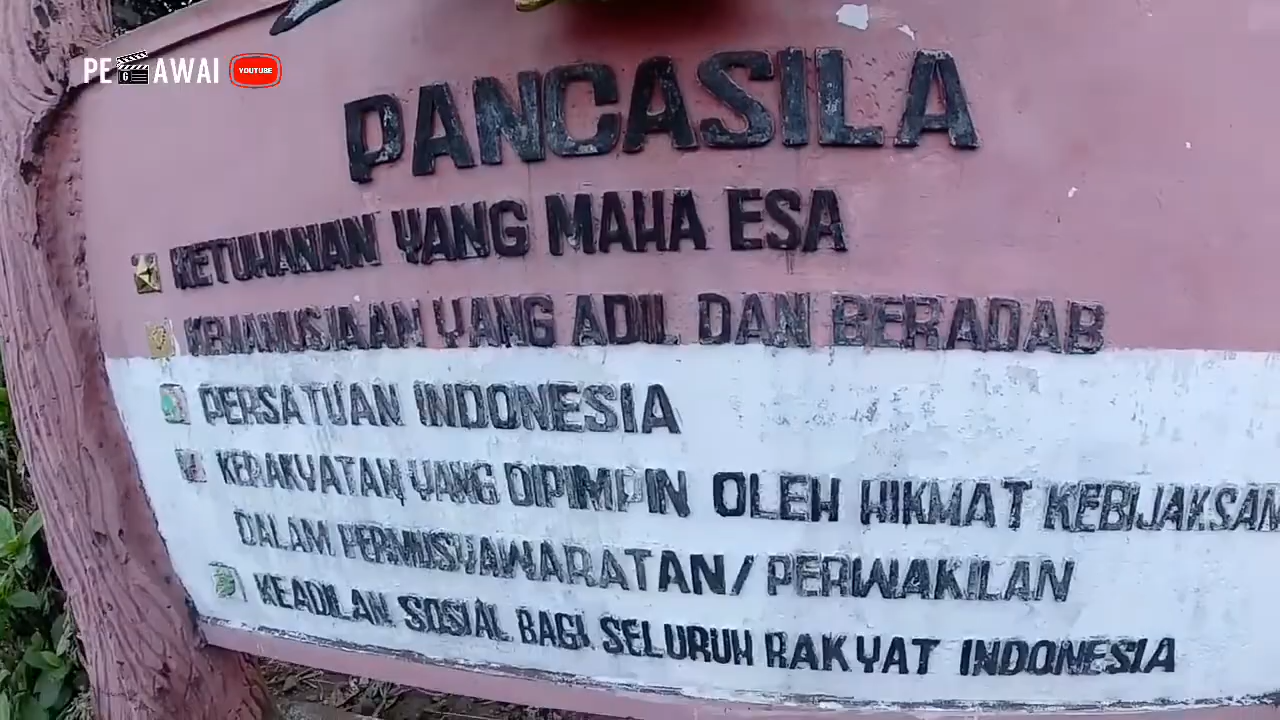 PEGAWAI YOUTUBE
PANCASILA
KETUHANAN YANG MAHA ESA
KEMANUSIAAN YANG ADIL DAN BERADAB
PERSATUAN INDONESIA
KERAKYATAN YANG DIPIMPIN OLEH HIKMAT KEBIJAKSAN
DALAM PERMUSYAWARATAN/ PERWAKILAN
KEADILAN SOSIAL BAGI SELURUH RAKYAT INDONESIA